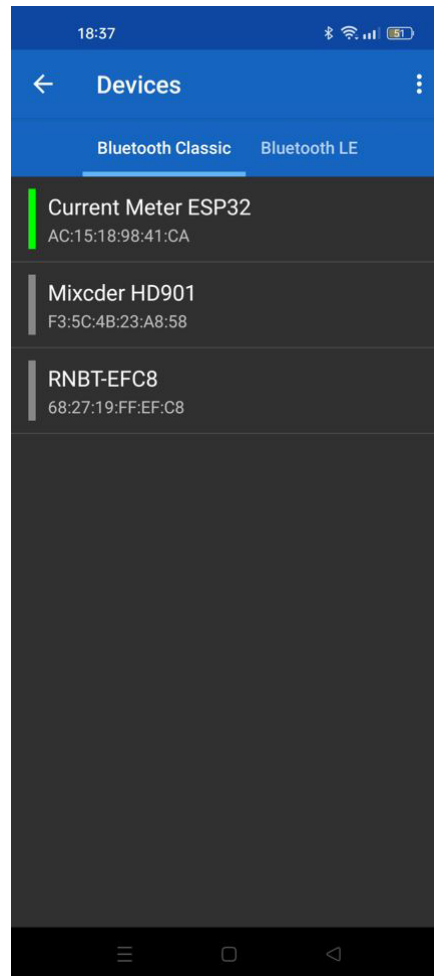 18:37
51
Devices
Bluetooth Classic Bluetooth LE
Current Meter ESP32
AC:15:18:98:41:CA
Mixcder HD901
F3:5C:4B:23:A8:58
RNBT-EFC8
68:27:19:FF:EF:C8